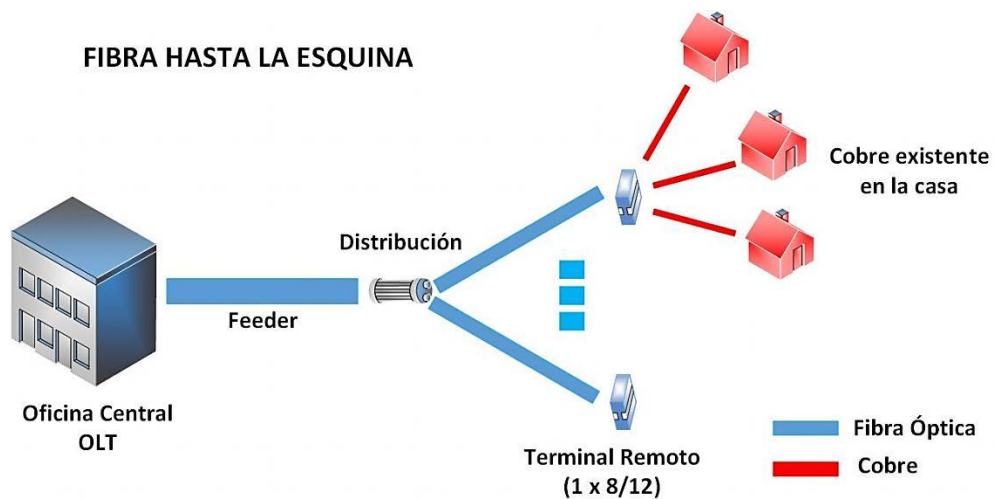 FIBRA HASTA LA ESQUINA
Cobre existente
en la casa
Distribución
Feeder
Oficina Central
OLT
Terminal Remoto
(1 x 8/12)
Fibra Óptica
Cobre